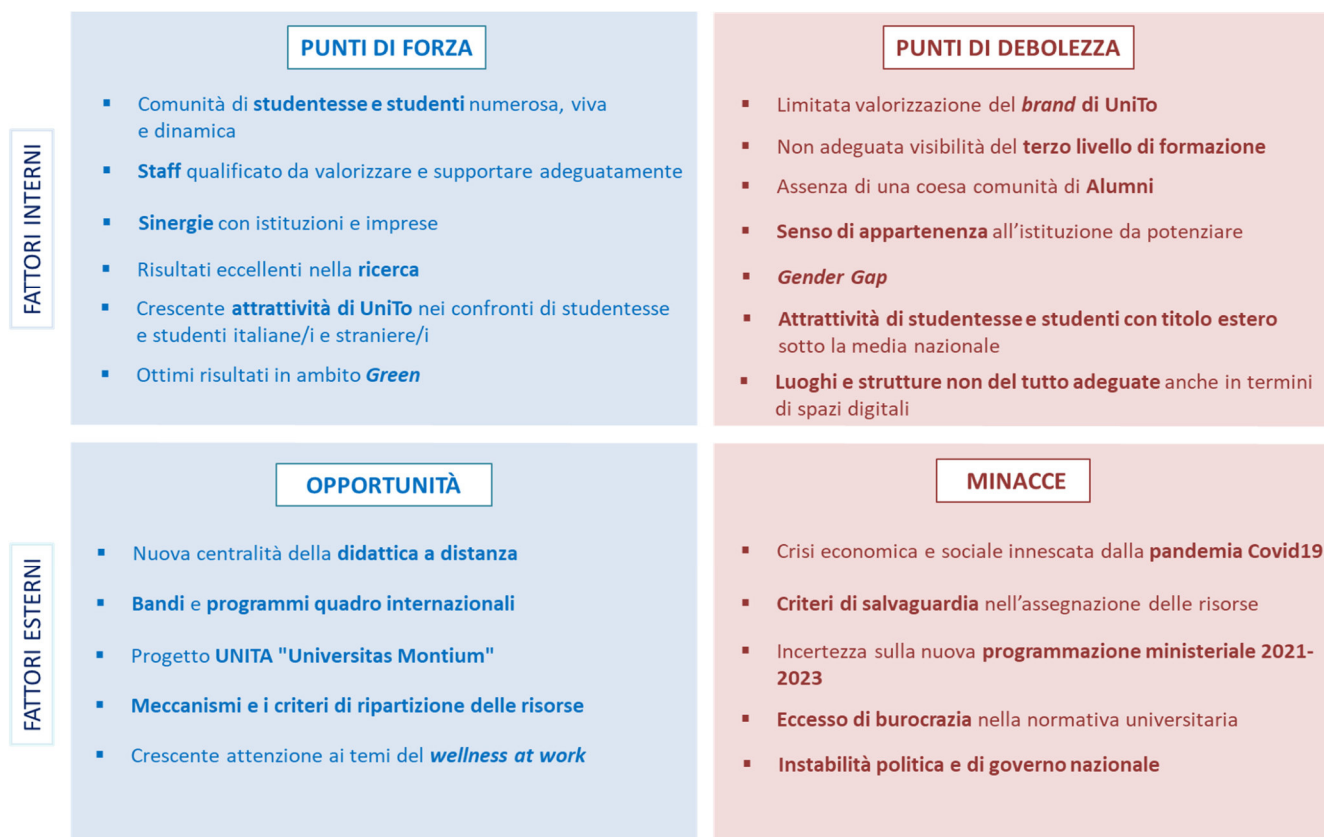 FATTORI INTERNI
PUNTI DI FORZA
▪ Comunità di studentesse e studenti numerosa, viva
e dinamica
▪ Staff qualificato da valorizzare e supportare adeguatamente
▪ Sinergie con istituzioni e imprese
▪ Risultati eccellenti nella ricerca
▪ Crescente attrattività di UniTo nei confronti di studentesse
e studenti italiane/i e straniere/i
▪ Ottimi risultati in ambito Green
PUNTI DI DEBOLEZZA
▪ Limitata valorizzazione del brand di UniTo
▪ Non adeguata visibilità del terzo livello di formazione
▪ Assenza di una coesa comunità di Alumni
▪ Senso di appartenenza all'istituzione da potenziare
▪ Gender Gap
▪ Attrattività di studentesse e studenti con titolo estero
sotto la media nazionale
▪ Luoghi e strutture non del tutto adeguate anche in termini
di spazi digitali
FATTORI ESTERNI
OPPORTUNITÀ
▪ Nuova centralità della didattica a distanza
▪ Bandi e programmi quadro internazionali
▪ Progetto UNITA "Universitas Montium"
▪ Meccanismi e i criteri di ripartizione delle risorse
▪ Crescente attenzione ai temi del wellness at work
MINACCE
▪ Crisi economica e sociale innescata dalla pandemia Covid19
▪ Criteri di salvaguardia nell'assegnazione delle risorse
▪ Incertezza sulla nuova programmazione ministeriale 2021-
2023
▪ Eccesso di burocrazia nella normativa universitaria
▪ Instabilità politica e di governo nazionale